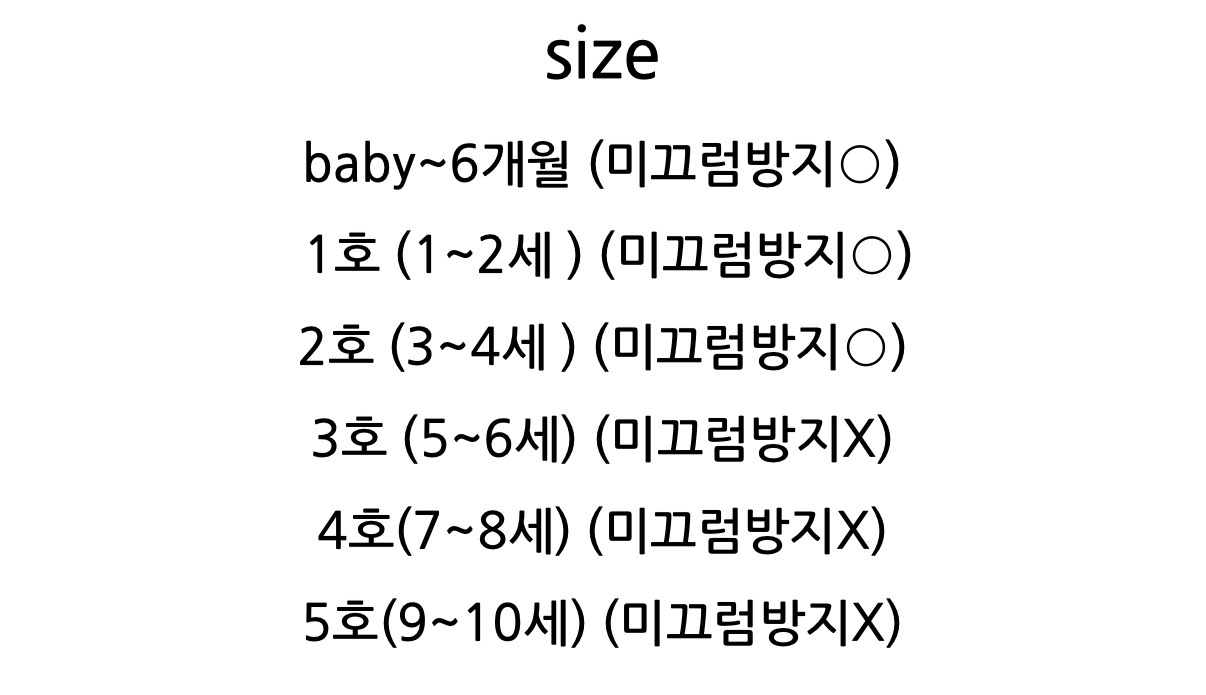 size
baby~6개월 (미끄럼방지○)
1호 (1~2세 ) (미끄럼방지○)
2호 (3~4세 ) (미끄럼방지○)
3호 (5~6세) (미끄럼방지X)
4호(7~8세) (미끄럼방지X)
5호(9~10세) (미끄럼방지X)